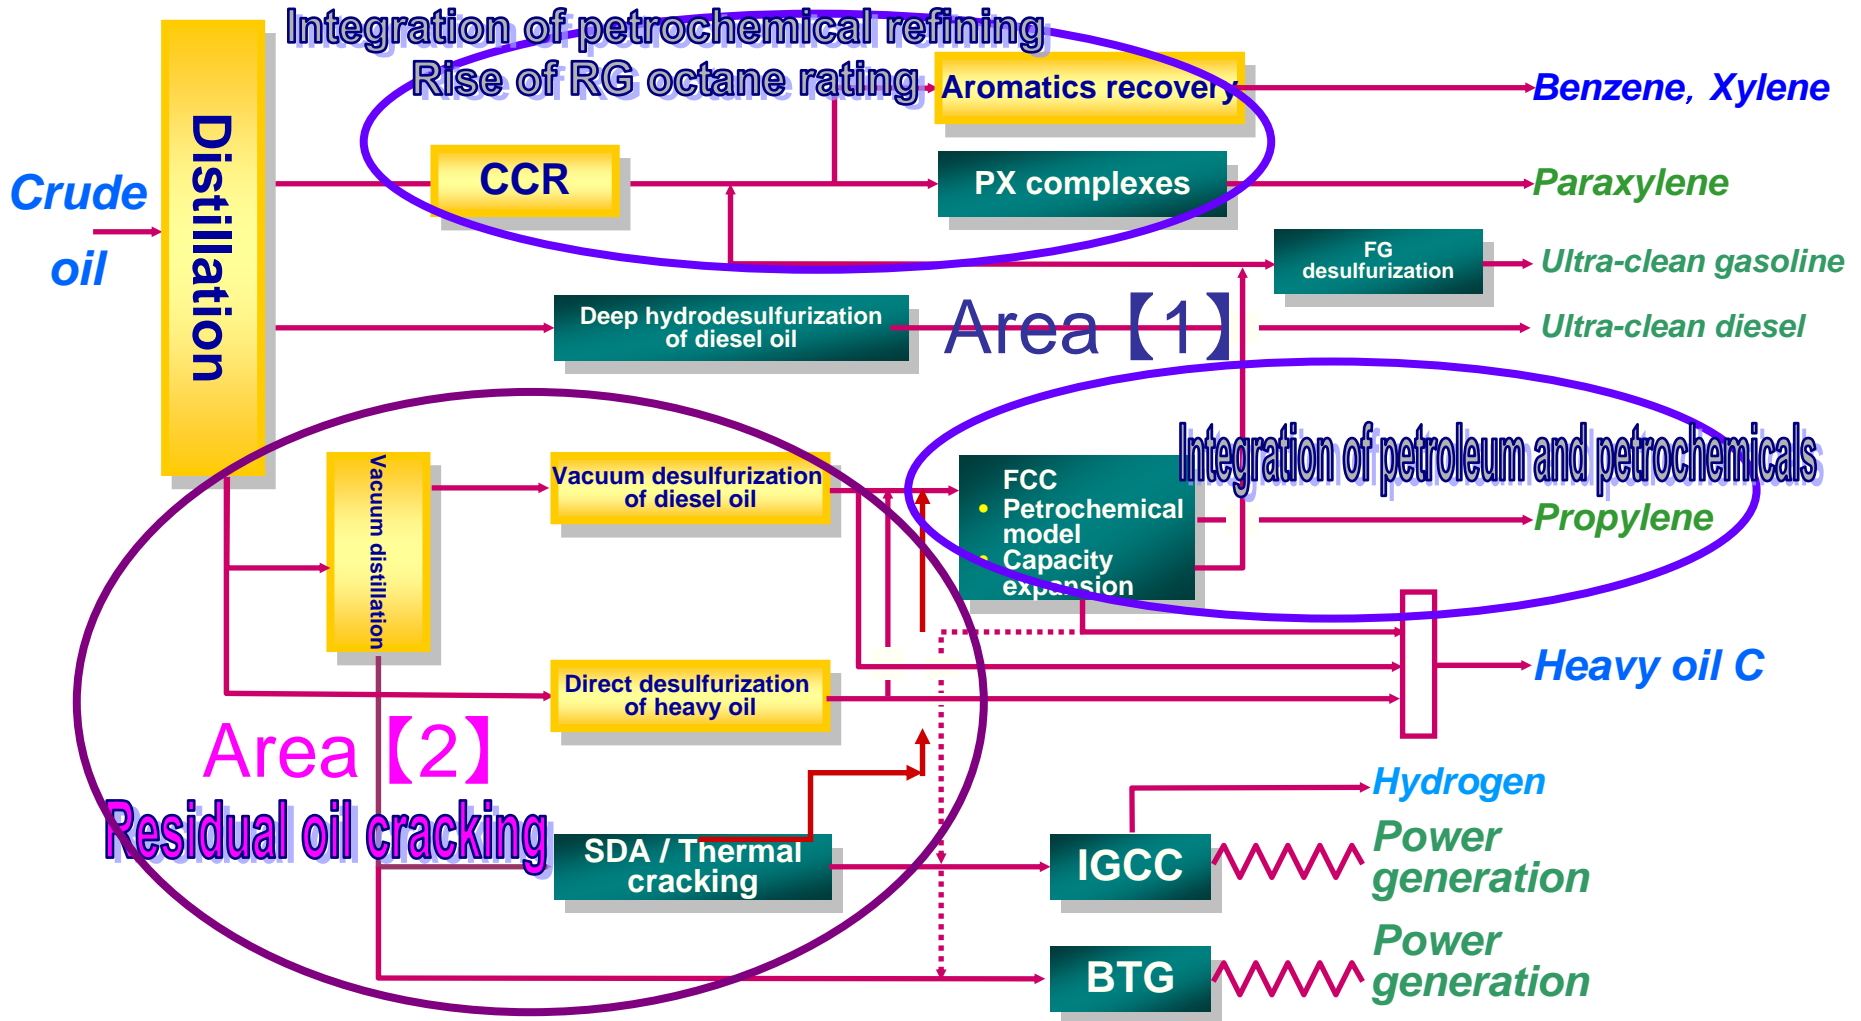 Integration of petrochemical refining
Rise of RG octane rating
Aromatics recovery
Benzene, Xylene
Distillation
CCR
PX complexes
Paraxylene
Crude
oil
FG
desulfurization
Ultra-clean gasoline
Deep hydrodesulfurization
of diesel oil
Area【1】
Ultra-clean diesel
Integration of petroleum and petrochemicals
Vacuum distillation
Vacuum desulfurization
of diesel oil
FCC
• Petrochemical
model
• Capacity
expansion
Propylene
Direct desulfurization
of heavy oil
Heavy oil C
Area【2】
Residual oil cracking
Hydrogen
SDA / Thermal
cracking
IGCC
Power
generation
BTG
Power
generation